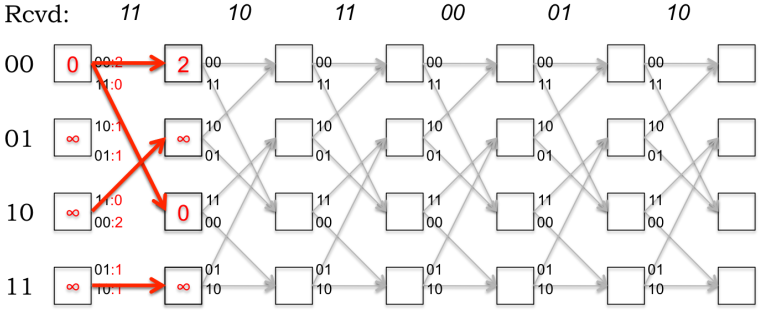 Rcvd: 11 10 11 00 01 10
00:2 00 00 00 00 00
00 0 2
11:0 11 11 11 11 11
10:1 10 10 10 10 10
01 ∞ ∞
01:1 01 01 01 01 01
11:0 11 11 11 11 11
10 ∞ 0
00:2 00 00 00 00 00
01:1 01 01 01 01 01
11 ∞ ∞
10:1 10 10 10 10 10